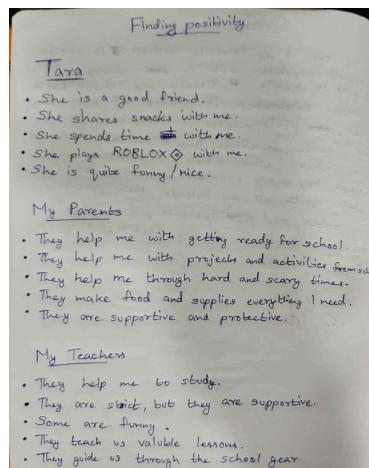 Finding positivity
Tara
• She is a good friend.
• She shares snacks with me.
• She spends time with me.
• She plays ROBLOX with me.
• She is quite funny/nice.
My Parents
• They help me with getting ready for school.
• They help me with projects and activities from sch
• They help me through hard and scary times.
• They make food and supplies everything I need.
• They are supportive and protective.
My Teachers
• They help me to study.
• They are strict, but they are supportive.
• Some are funny.
• They teach us valuble lessons.
• They guide us through the school gear.